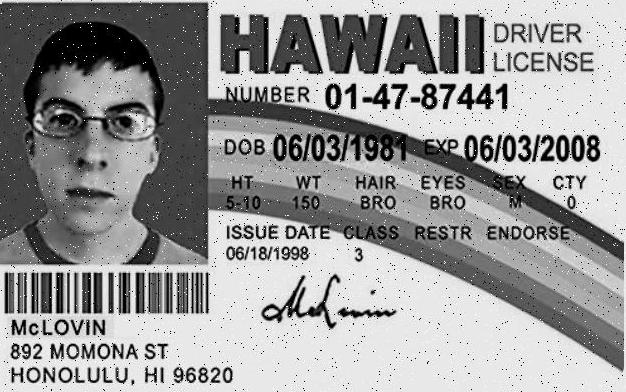 HAWAII DRIVER LICENSE
NUMBER 01-47-87441
DOB 06/03/1981 EXP 06/03/2008
HT WT HAIR EYES SEX CTY
5-10 150 BRO BRO M 0
ISSUE DATE CLASS RESTR ENDORSE
06/18/1998 3
McLovin
McLOVIN
892 MOMONA ST
HONOLULU, HI 96820